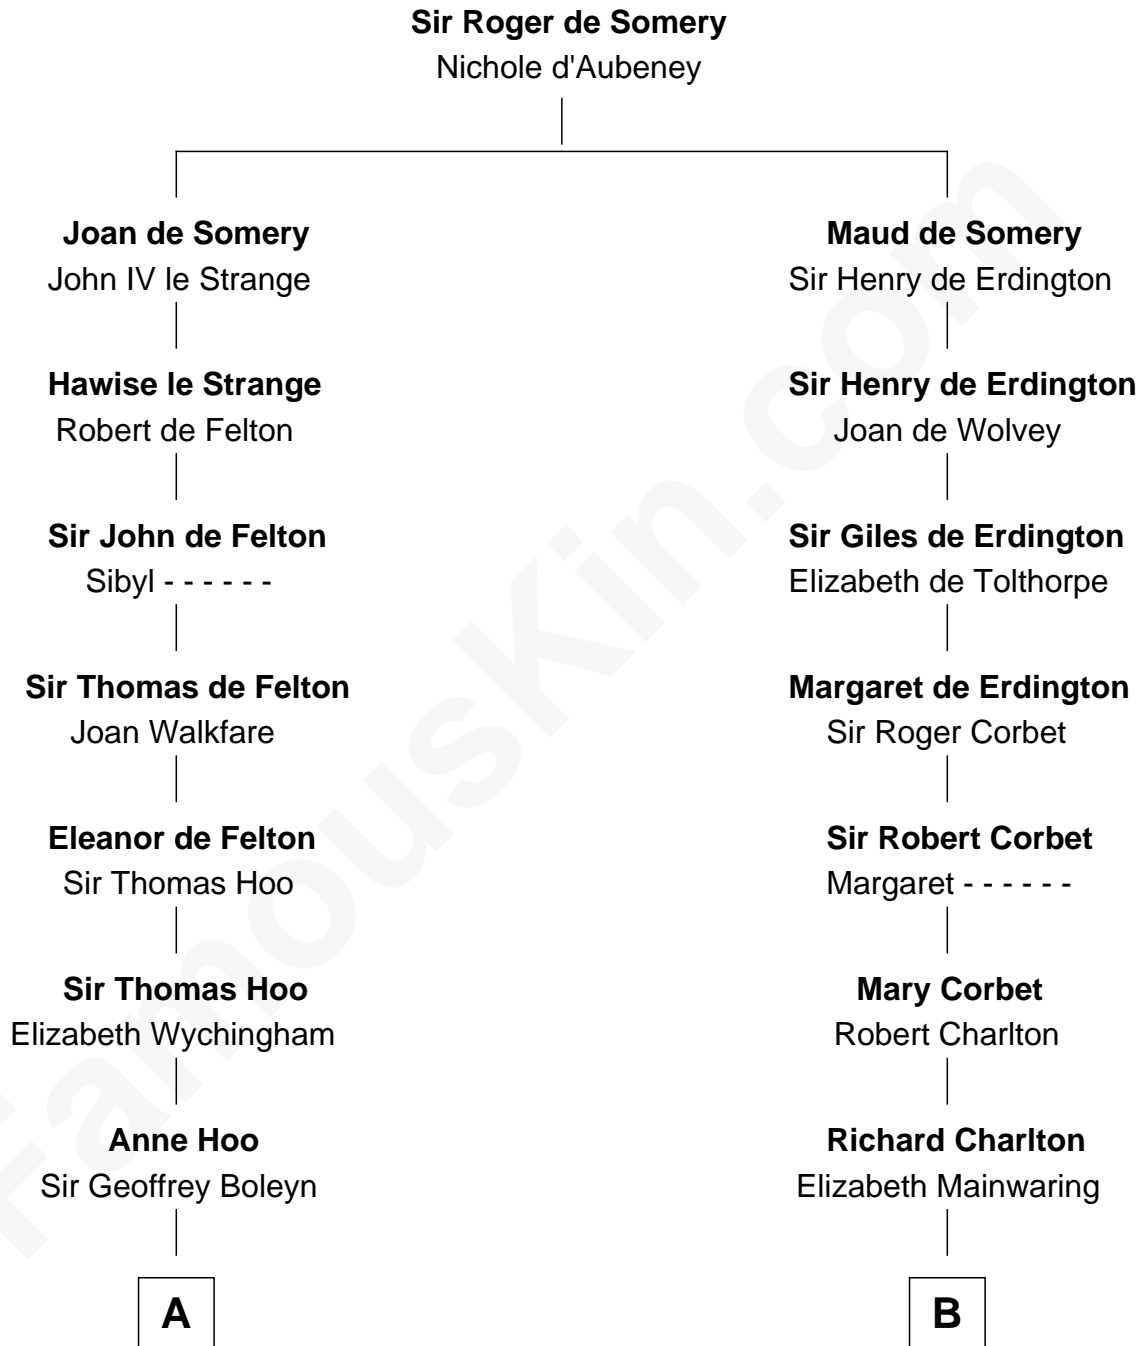 Sir Roger de Somery
Nichole d'Aubeney
Joan de Somery
John IV le Strange
Hawise le Strange
Robert de Felton
Sir John de Felton
Sibyl - - - - - -
Sir Thomas de Felton
Joan Walkfare
Eleanor de Felton
Sir Thomas Hoo
Sir Thomas Hoo
Elizabeth Wychingham
Anne Hoo
Sir Geoffrey Boleyn
A
Maud de Somery
Sir Henry de Erdington
Sir Henry de Erdington
Joan de Wolvey
Sir Giles de Erdington
Elizabeth de Tolthorpe
Margaret de Erdington
Sir Roger Corbet
Sir Robert Corbet
Margaret - - - - - -
Mary Corbet
Robert Charlton
Richard Charlton
Elizabeth Mainwaring
B
FamousKin.com